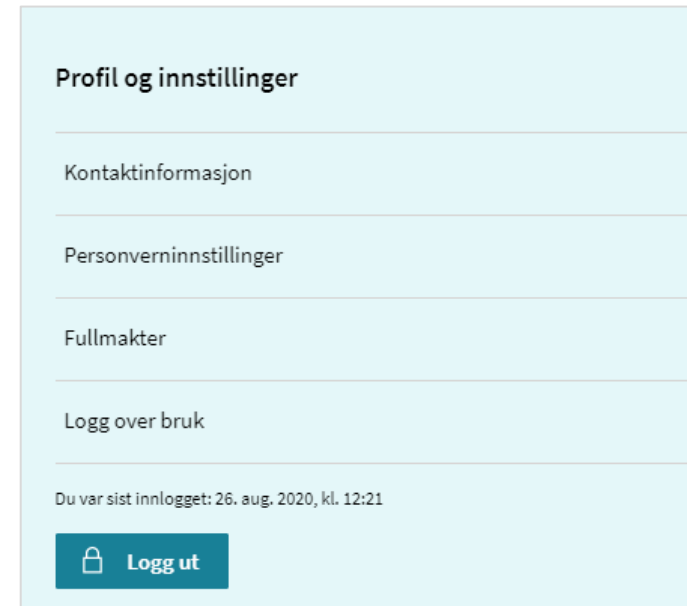 Profil og innstillinger
Kontaktinformasjon
Personverninnstillinger
Fullmakter
Logg over bruk
Du var sist innlogget: 26. aug. 2020, kl. 12:21
Logg ut